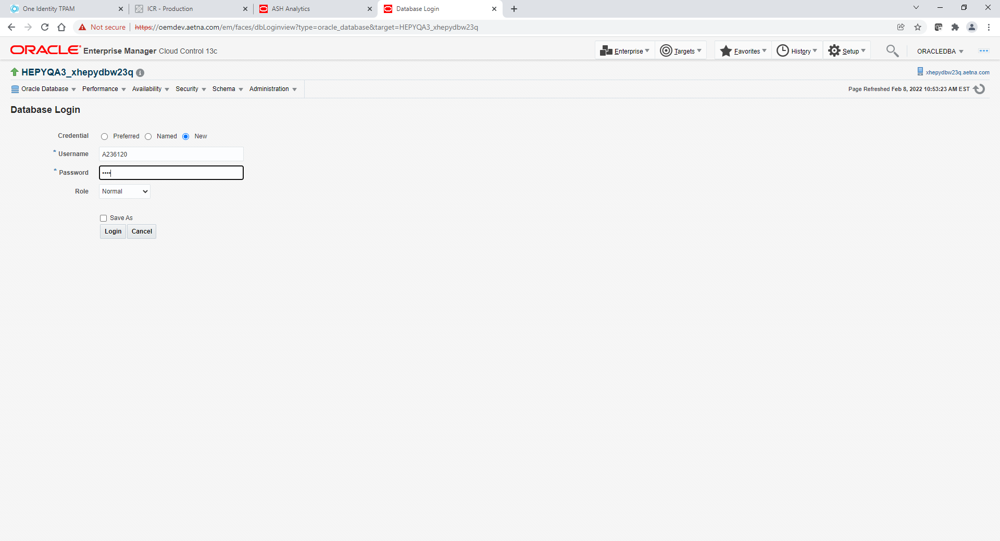 One Identity TPAM
ICR - Production
ASH Analytics
Database Login
Not secure https://oemdev.aetna.com/em/faces/dbLoginview?type=oracle_database&target=HEPYQA3_xhepydbw23q
ORACLE Enterprise Manager Cloud Control 13c
Enterprise
Targets
Favorites
History
Setup
ORACLEDBA
HEPYQA3_xhepydbw23q
xhepydbw23q.aetna.com
Oracle Database Performance Availability Security Schema Administration
Page Refreshed Feb 8, 2022 10:53:23 AM EST
Database Login
Credential Preferred Named New
* Username A236120
* Password ••••
Role Normal
Save As
Login Cancel